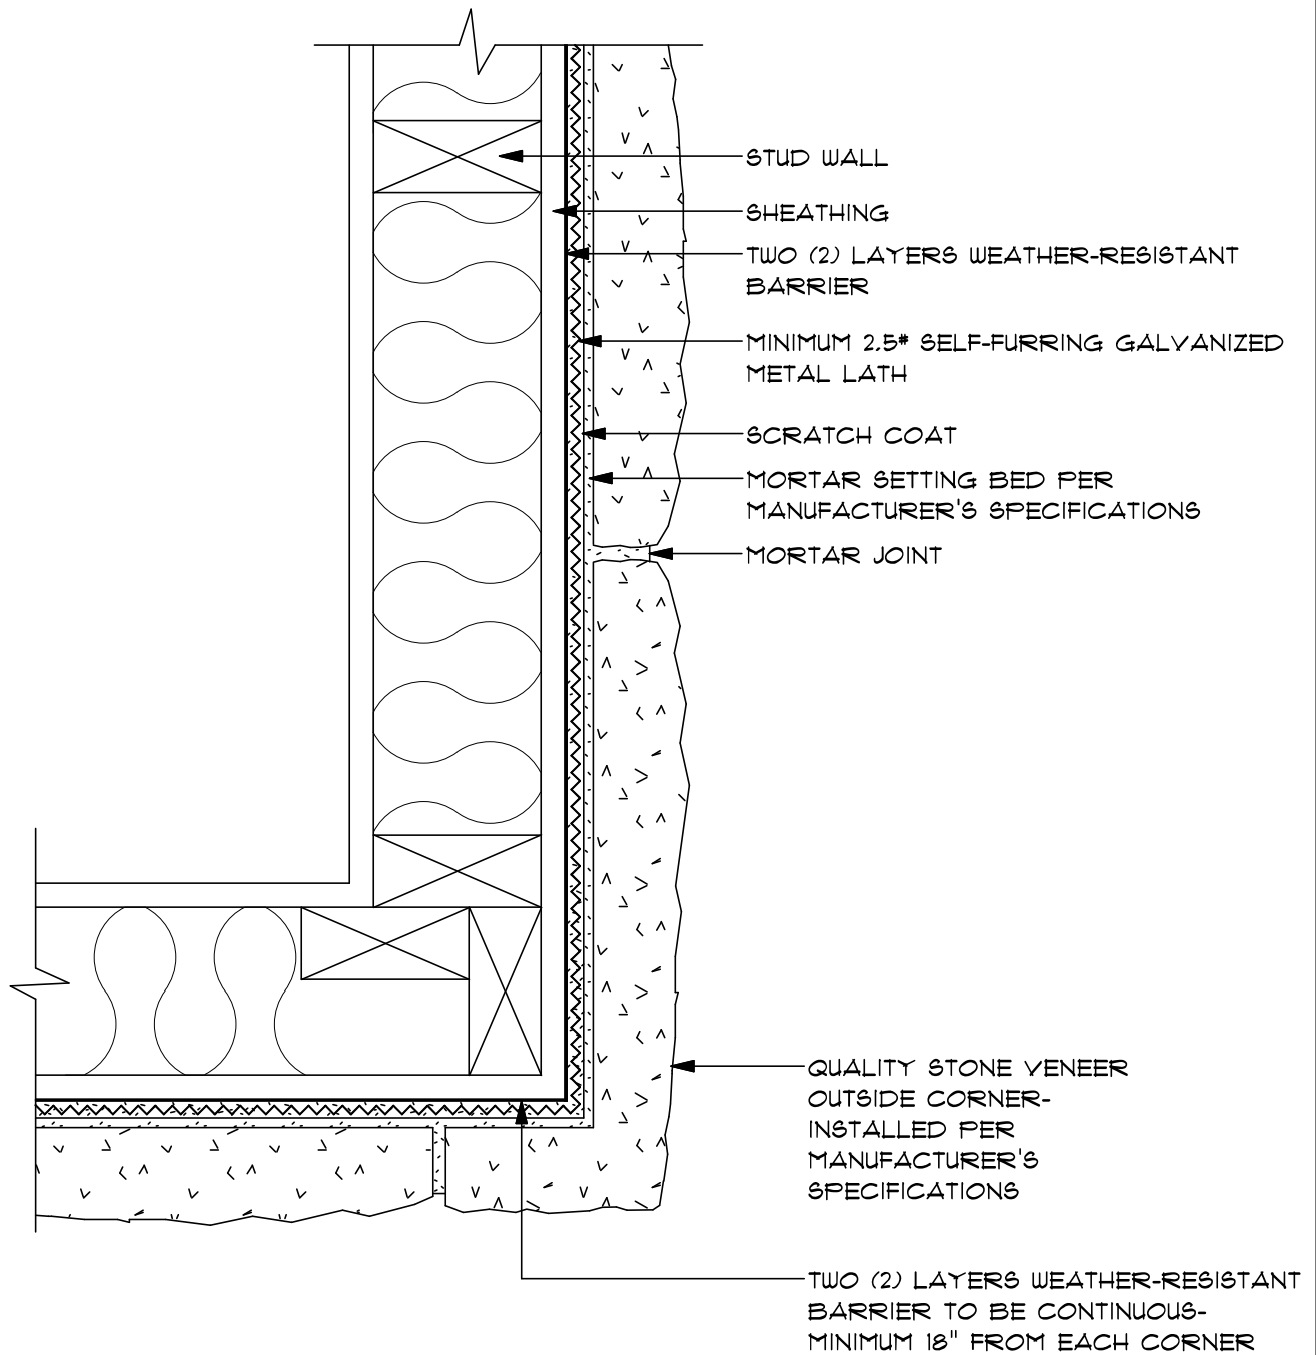 STUD WALL
SHEATHING
TWO (2) LAYERS WEATHER-RESISTANT
BARRIER
MINIMUM 2.5# SELF-FURRING GALVANIZED
METAL LATH
SCRATCH COAT
MORTAR SETTING BED PER
MANUFACTURER'S SPECIFICATIONS
MORTAR JOINT
QUALITY STONE VENEER
OUTSIDE CORNER-
INSTALLED PER
MANUFACTURER'S
SPECIFICATIONS
TWO (2) LAYERS WEATHER-RESISTANT
BARRIER TO BE CONTINUOUS-
MINIMUM 18" FROM EACH CORNER